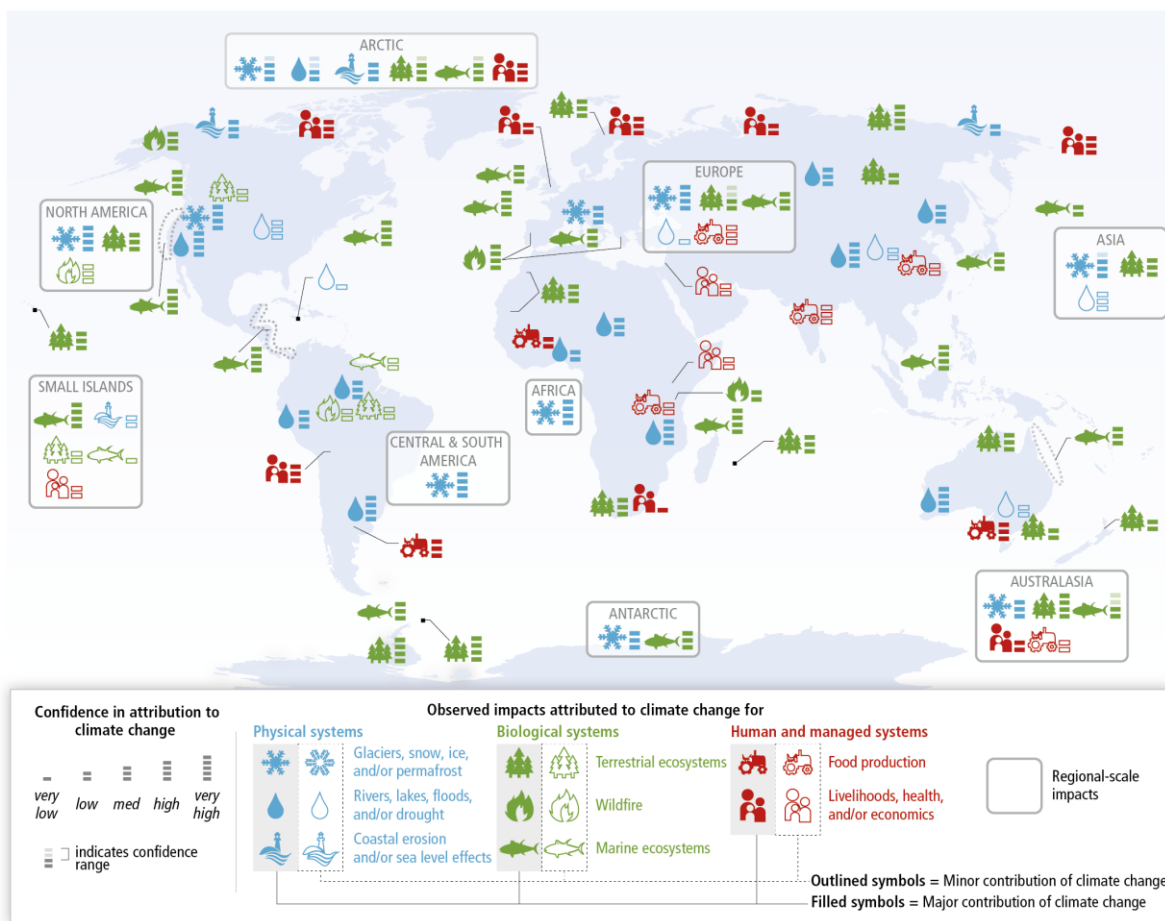 ARCTIC
EUROPE
NORTH AMERICA
ASIA
SMALL ISLANDS
AFRICA
CENTRAL & SOUTH
AMERICA
AUSTRALASIA
ANTARCTIC
Confidence in attribution to
climate change
very
low
low
med
high
very
high
indicates confidence
range
Observed impacts attributed to climate change for
Physical systems
Glaciers, snow, ice,
and/or permafrost
Rivers, lakes, floods,
and/or drought
Coastal erosion
and/or sea level effects
Biological systems
Terrestrial ecosystems
Wildfire
Marine ecosystems
Human and managed systems
Food production
Livelihoods, health,
and/or economics
Regional-scale
impacts
Outlined symbols = Minor contribution of climate change
Filled symbols = Major contribution of climate change